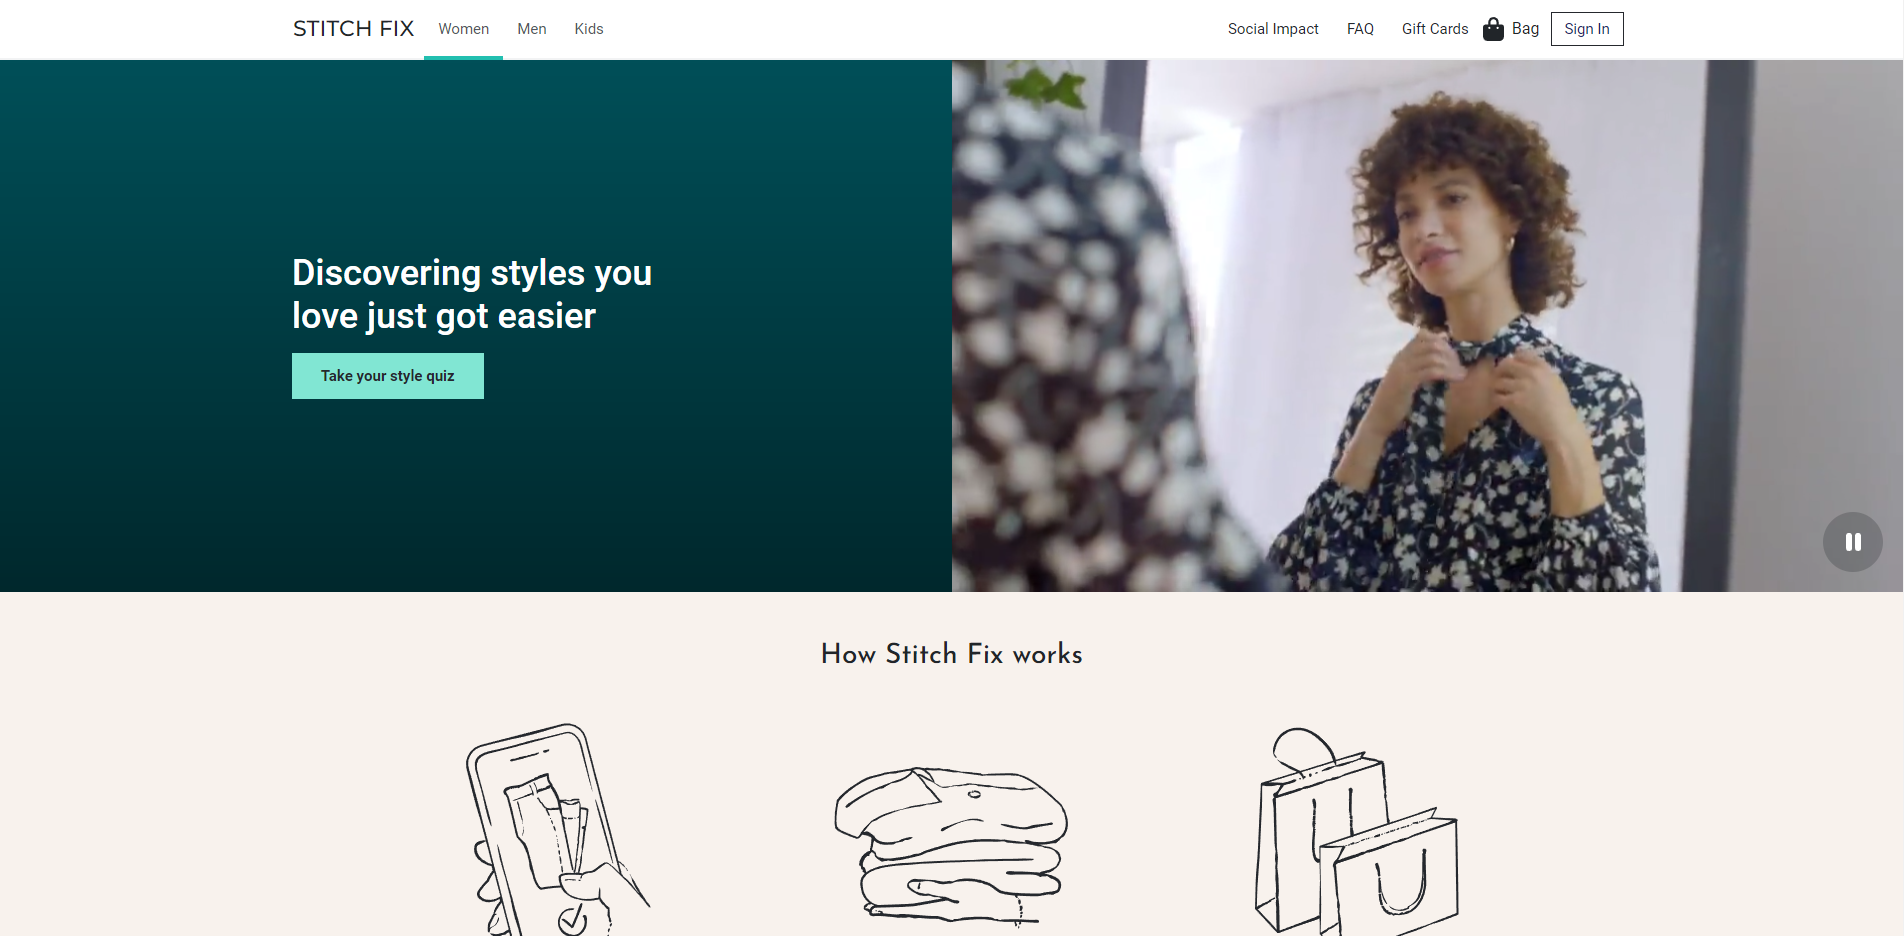 STITCH FIX Women Men Kids Social Impact FAQ Gift Cards Bag Sign In
Discovering styles you
love just got easier
Take your style quiz
How Stitch Fix works